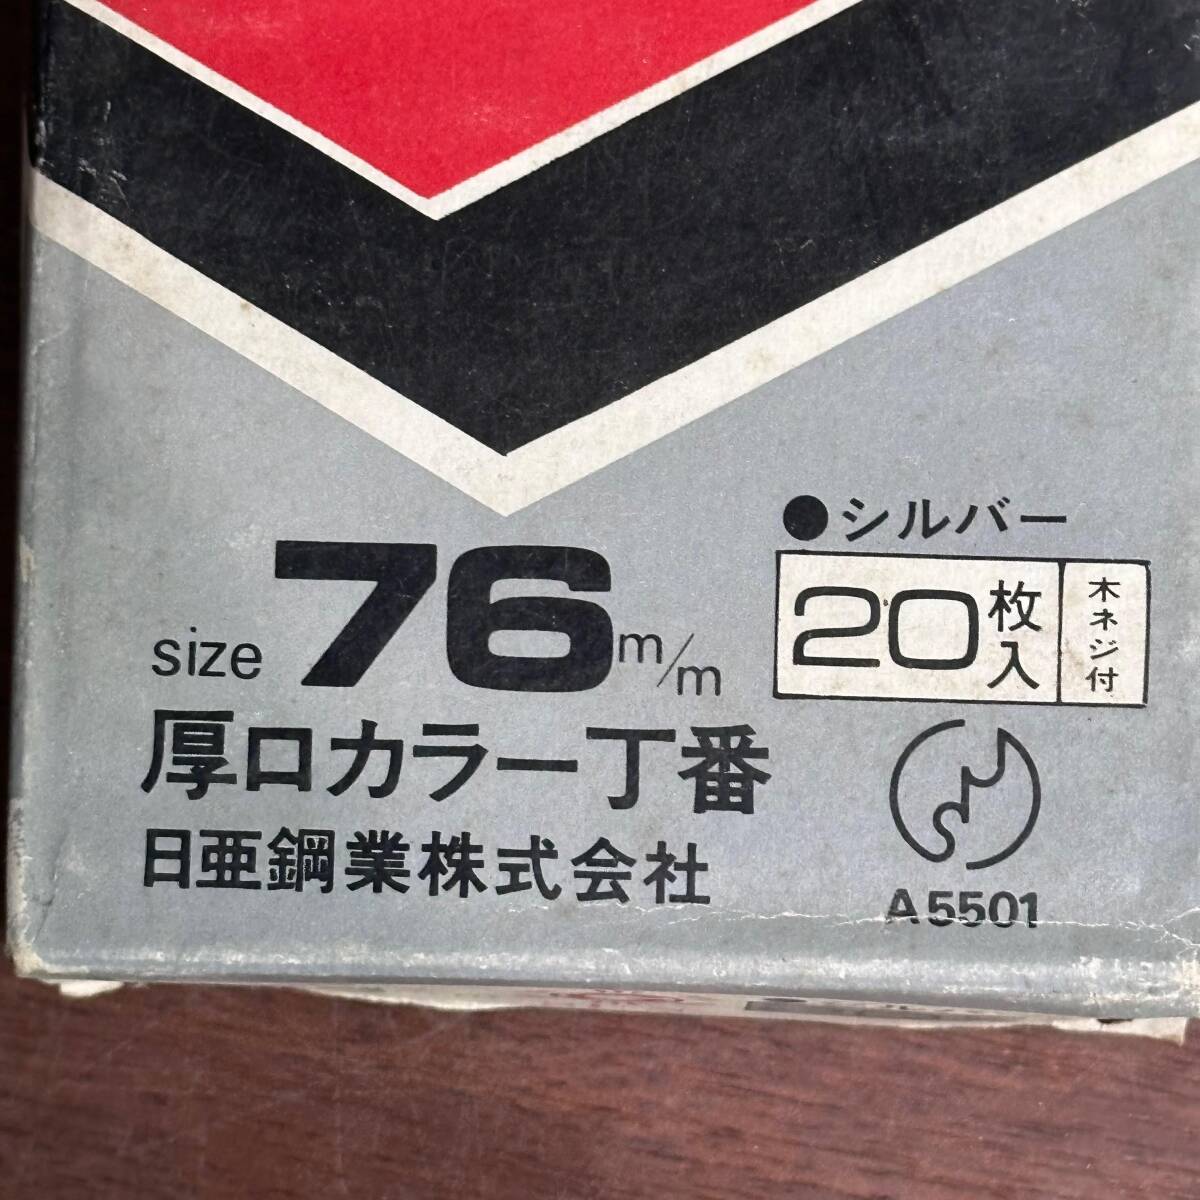 ●シルバー
20枚入 木ネジ付
size 76 m/m
厚口カラー丁番
日亜鋼業株式会社
A5501